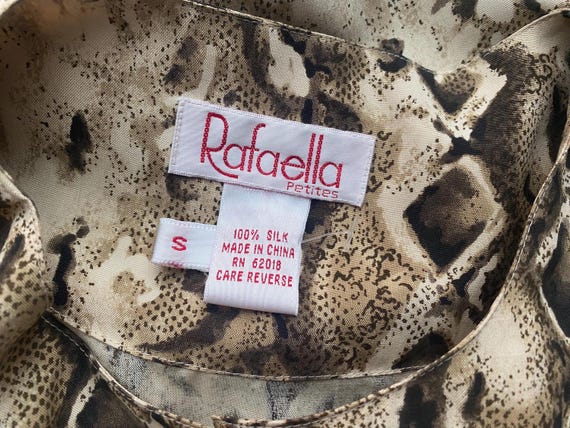 Rafaella
Petites
S
100% SILK
MADE IN CHINA
RN 62018
CARE REVERSE